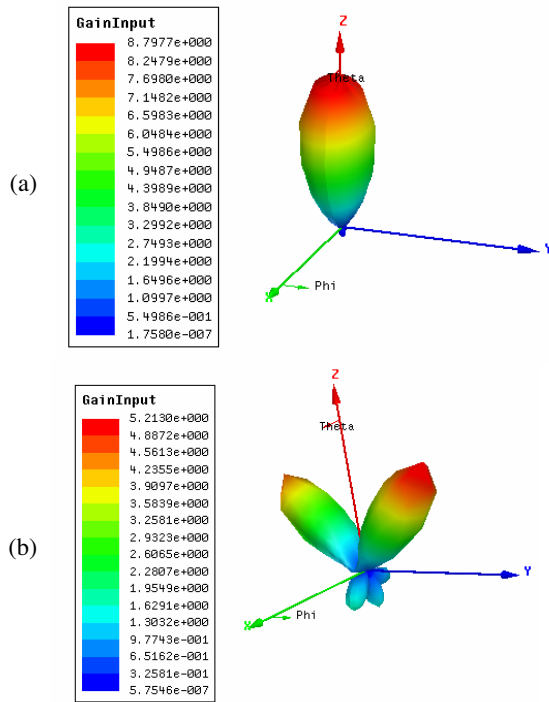 GainInput
8.7977e+000
8.2479e+000
7.6980e+000
7.1482e+000
6.5983e+000
6.0484e+000
5.4986e+000
4.9487e+000
4.3989e+000
3.8490e+000
3.2992e+000
2.7493e+000
2.1994e+000
1.6496e+000
1.0997e+000
5.4986e-001
1.7580e-007
(a)
Z
Theta
Y
X
Phi
GainInput
5.2130e+000
4.8872e+000
4.5613e+000
4.2355e+000
3.9097e+000
3.5839e+000
3.2581e+000
2.9323e+000
2.6065e+000
2.2807e+000
1.9549e+000
1.6291e+000
1.3032e+000
9.7743e-001
6.5162e-001
3.2581e-001
5.7546e-007
(b)
Z
Theta
Y
X
Phi